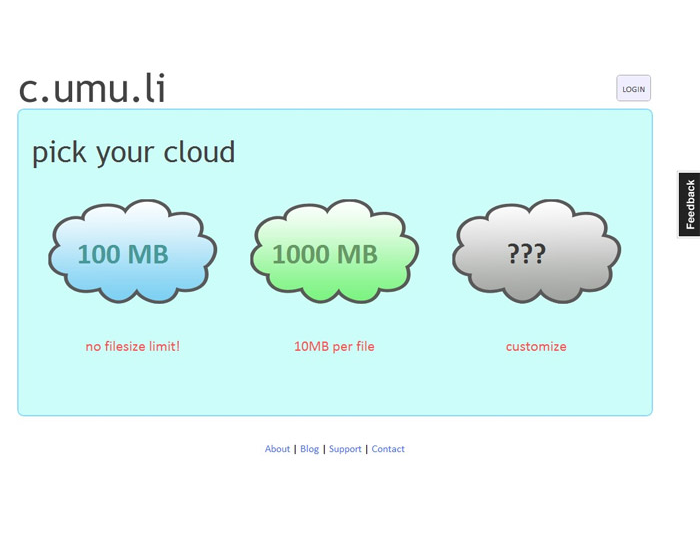 c.umu.li
LOGIN
pick your cloud
100 MB
1000 MB
???
no filesize limit!
10MB per file
customize
Feedback
About | Blog | Support | Contact